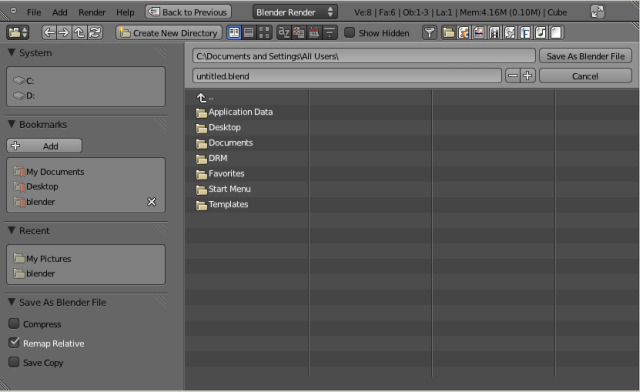 File Add Render Help Back to Previous Blender Render Ve:8 | Fa:6 | Ob:1-3 | La:1 | Mem:4.16M (0.10M) | Cube
Create New Directory Show Hidden
System
C:
D:
Bookmarks
Add
My Documents
Desktop
blender
Recent
My Pictures
blender
Save As Blender File
Compress
Remap Relative
Save Copy
C:\Documents and Settings\All Users\ Save As Blender File
untitled.blend Cancel
..
Application Data
Desktop
Documents
DRM
Favorites
Start Menu
Templates